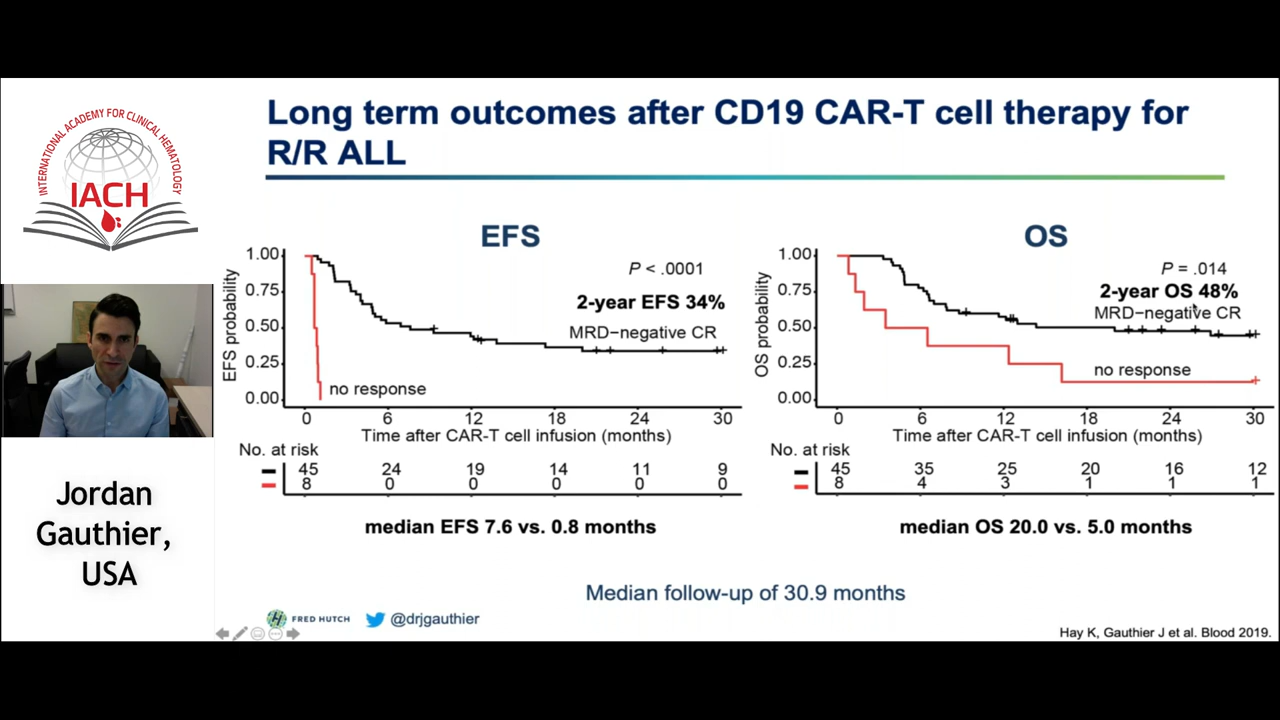 INTERNATIONAL ACADEMY FOR CLINICAL HEMATOLOGY
IACH
Jordan
Gauthier,
USA
Long term outcomes after CD19 CAR-T cell therapy for
R/R ALL
EFS
EFS probability
1.00
0.75
0.50
0.25
0.00
P < .0001
2-year EFS 34%
MRD−negative CR
no response
0 6 12 18 24 30
Time after CAR-T cell infusion (months)
No. at risk
45 24 19 14 11 9
8 0 0 0 0 0
median EFS 7.6 vs. 0.8 months
OS
OS probability
1.00
0.75
0.50
0.25
0.00
P = .014
2-year OS 48%
MRD−negative CR
no response
0 6 12 18 24 30
Time after CAR-T cell infusion (months)
No. at risk
45 35 25 20 16 12
8 4 3 1 1 1
median OS 20.0 vs. 5.0 months
Median follow-up of 30.9 months
FRED HUTCH
@drjgauthier
Hay K, Gauthier J et al. Blood 2019.